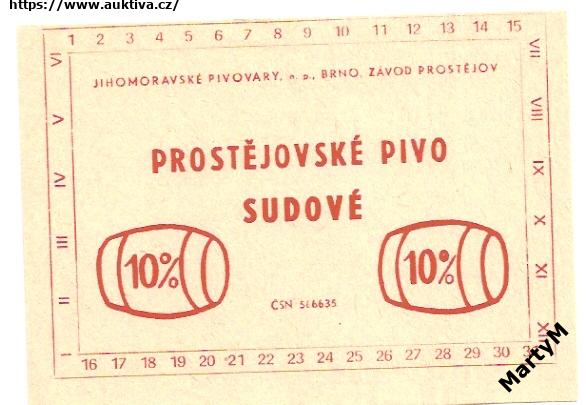 https://www.auktiva.cz/
1 2 3 4 5 6 7 8 9 10 11 12 13 14 15
VI VII
JIHOMORAVSKÉ PIVOVARY, n. p., BRNO, ZÁVOD PROSTĚJOV
V VIII
PROSTĚJOVSKÉ PIVO
IV IX
SUDOVÉ
III X
10% 10%
II XI
ČSN 566635
I XII
16 17 18 19 20 21 22 23 24 25 26 27 28 29 30
MartyM